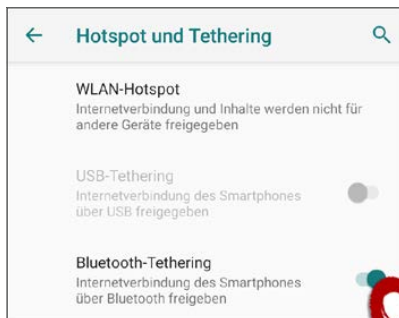 Hotspot und Tethering
WLAN-Hotspot
Internetverbindung und Inhalte werden nicht für
andere Geräte freigegeben
USB-Tethering
Internetverbindung des Smartphones
über USB freigegeben
Bluetooth-Tethering
Internetverbindung des Smartphones
über Bluetooth freigeben